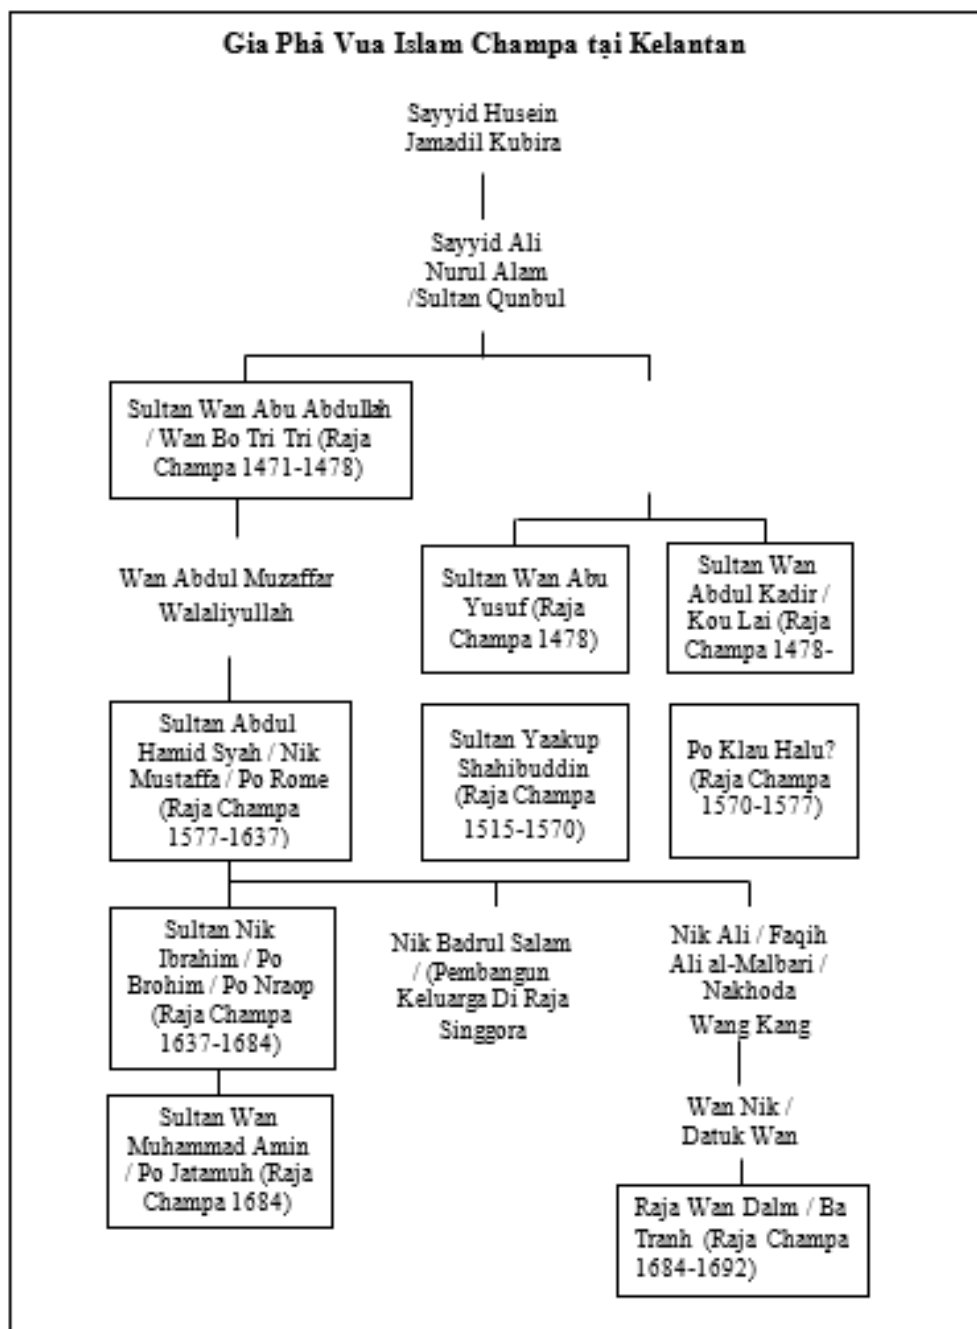 Gia Phả Vua Islam Champa tại Kelantan
Sayyid Husein
Jamadil Kubira
Sayyid Ali
Nurul Alam
/Sultan Qunbul
Sultan Wan Abu Abdullah
/ Wan Bo Tri Tri (Raja
Champa 1471-1478)
Wan Abdul Muzaffar
Walaliyullah
Sultan Wan Abu
Yusuf (Raja
Champa 1478)
Sultan Wan
Abdul Kadir /
Kou Lai (Raja
Champa 1478-
Sultan Abdul
Hamid Syah / Nik
Mustaffa / Po Rome
(Raja Champa
1577-1637)
Sultan Yaakup
Shahibuddin
(Raja Champa
1515-1570)
Po Klau Halu?
(Raja Champa
1570-1577)
Sultan Nik
Ibrahim / Po
Brohim / Po Nraop
(Raja Champa
1637-1684)
Nik Badrul Salam
/ (Pembangun
Keluarga Di Raja
Singgora
Nik Ali / Faqih
Ali al-Malbari /
Nakhoda
Wang Kang
Sultan Wan
Muhammad Amin
/ Po Jatamuh (Raja
Champa 1684)
Wan Nik /
Datuk Wan
Raja Wan Dalm / Ba
Tranh (Raja Champa
1684-1692)